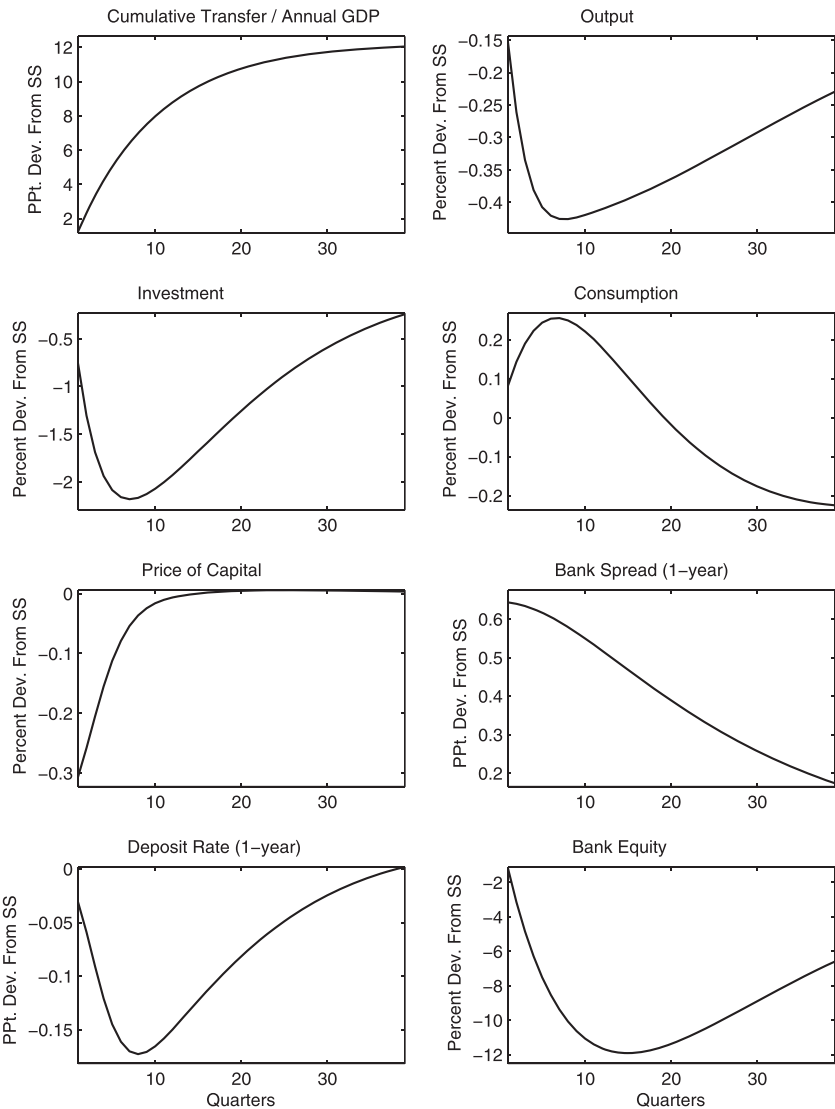 Cumulative Transfer / Annual GDP
PPt. Dev. From SS
12
10
8
6
4
2
10 20 30
Output
Percent Dev. From SS
−0.15
−0.2
−0.25
−0.3
−0.35
−0.4
10 20 30
Investment
Percent Dev. From SS
−0.5
−1
−1.5
−2
10 20 30
Consumption
Percent Dev. From SS
0.2
0.1
0
−0.1
−0.2
10 20 30
Price of Capital
Percent Dev. From SS
0
−0.1
−0.2
−0.3
10 20 30
Bank Spread (1−year)
PPt. Dev. From SS
0.6
0.5
0.4
0.3
0.2
10 20 30
Deposit Rate (1−year)
PPt. Dev. From SS
0
−0.05
−0.1
−0.15
10 20 30
Quarters
Bank Equity
Percent Dev. From SS
−2
−4
−6
−8
−10
−12
10 20 30
Quarters